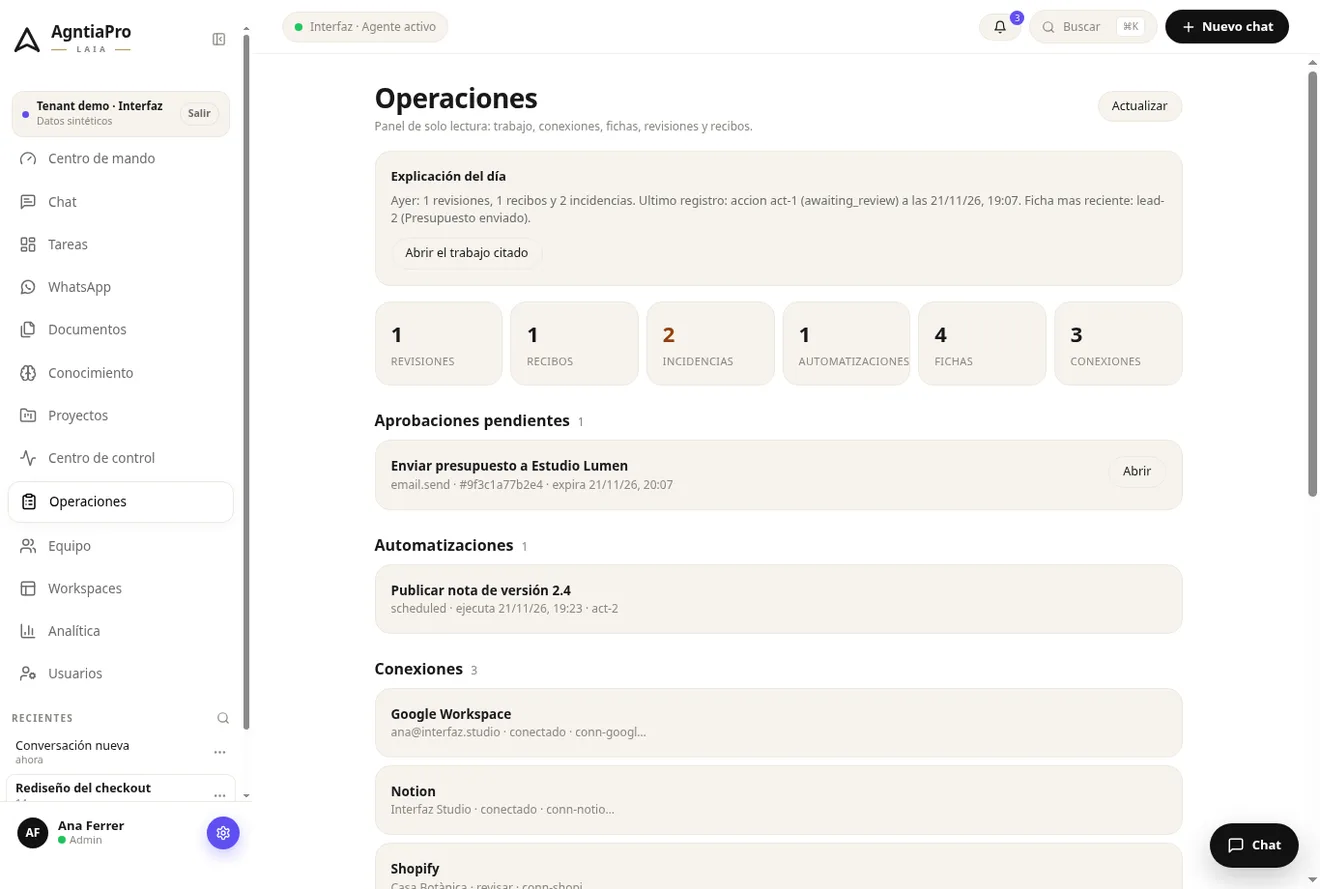 AgntiaPro
LAIA
Tenant demo · Interfaz
Datos sintéticos
Salir
Centro de mando
Chat
Tareas
WhatsApp
Documentos
Conocimiento
Proyectos
Centro de control
Operaciones
Equipo
Workspaces
Analítica
Usuarios
RECIENTES
Conversación nueva
ahora
Rediseño del checkout
AF
Ana Ferrer
Admin
Interfaz · Agente activo
3
Buscar
⌘K
Nuevo chat
Operaciones
Panel de solo lectura: trabajo, conexiones, fichas, revisiones y recibos.
Actualizar
Explicación del día
Ayer: 1 revisiones, 1 recibos y 2 incidencias. Ultimo registro: accion act-1 (awaiting_review) a las 21/11/26, 19:07. Ficha mas reciente: lead-
2 (Presupuesto enviado).
Abrir el trabajo citado
1
REVISIONES
1
RECIBOS
2
INCIDENCIAS
1
AUTOMATIZACIONES
4
FICHAS
3
CONEXIONES
Aprobaciones pendientes 1
Enviar presupuesto a Estudio Lumen
email.send · #9f3c1a77b2e4 · expira 21/11/26, 20:07
Abrir
Automatizaciones 1
Publicar nota de versión 2.4
scheduled · ejecuta 21/11/26, 19:23 · act-2
Conexiones 3
Google Workspace
ana@interfaz.studio · conectado · conn-googl…
Notion
Interfaz Studio · conectado · conn-notio…
Shopify
Casa Botànica · revisar · conn-shopi
Chat